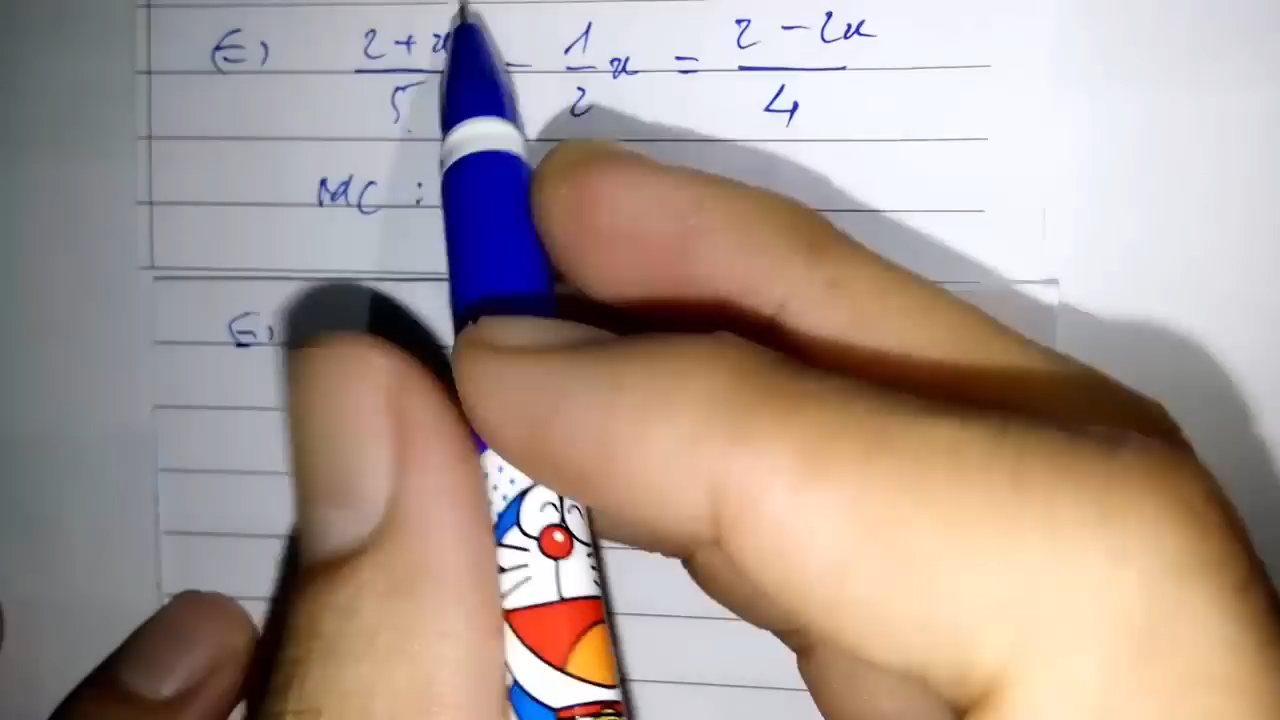 (=) (2+x)/5 - 1/2 x = (2-2x)/4
MC :
(=)